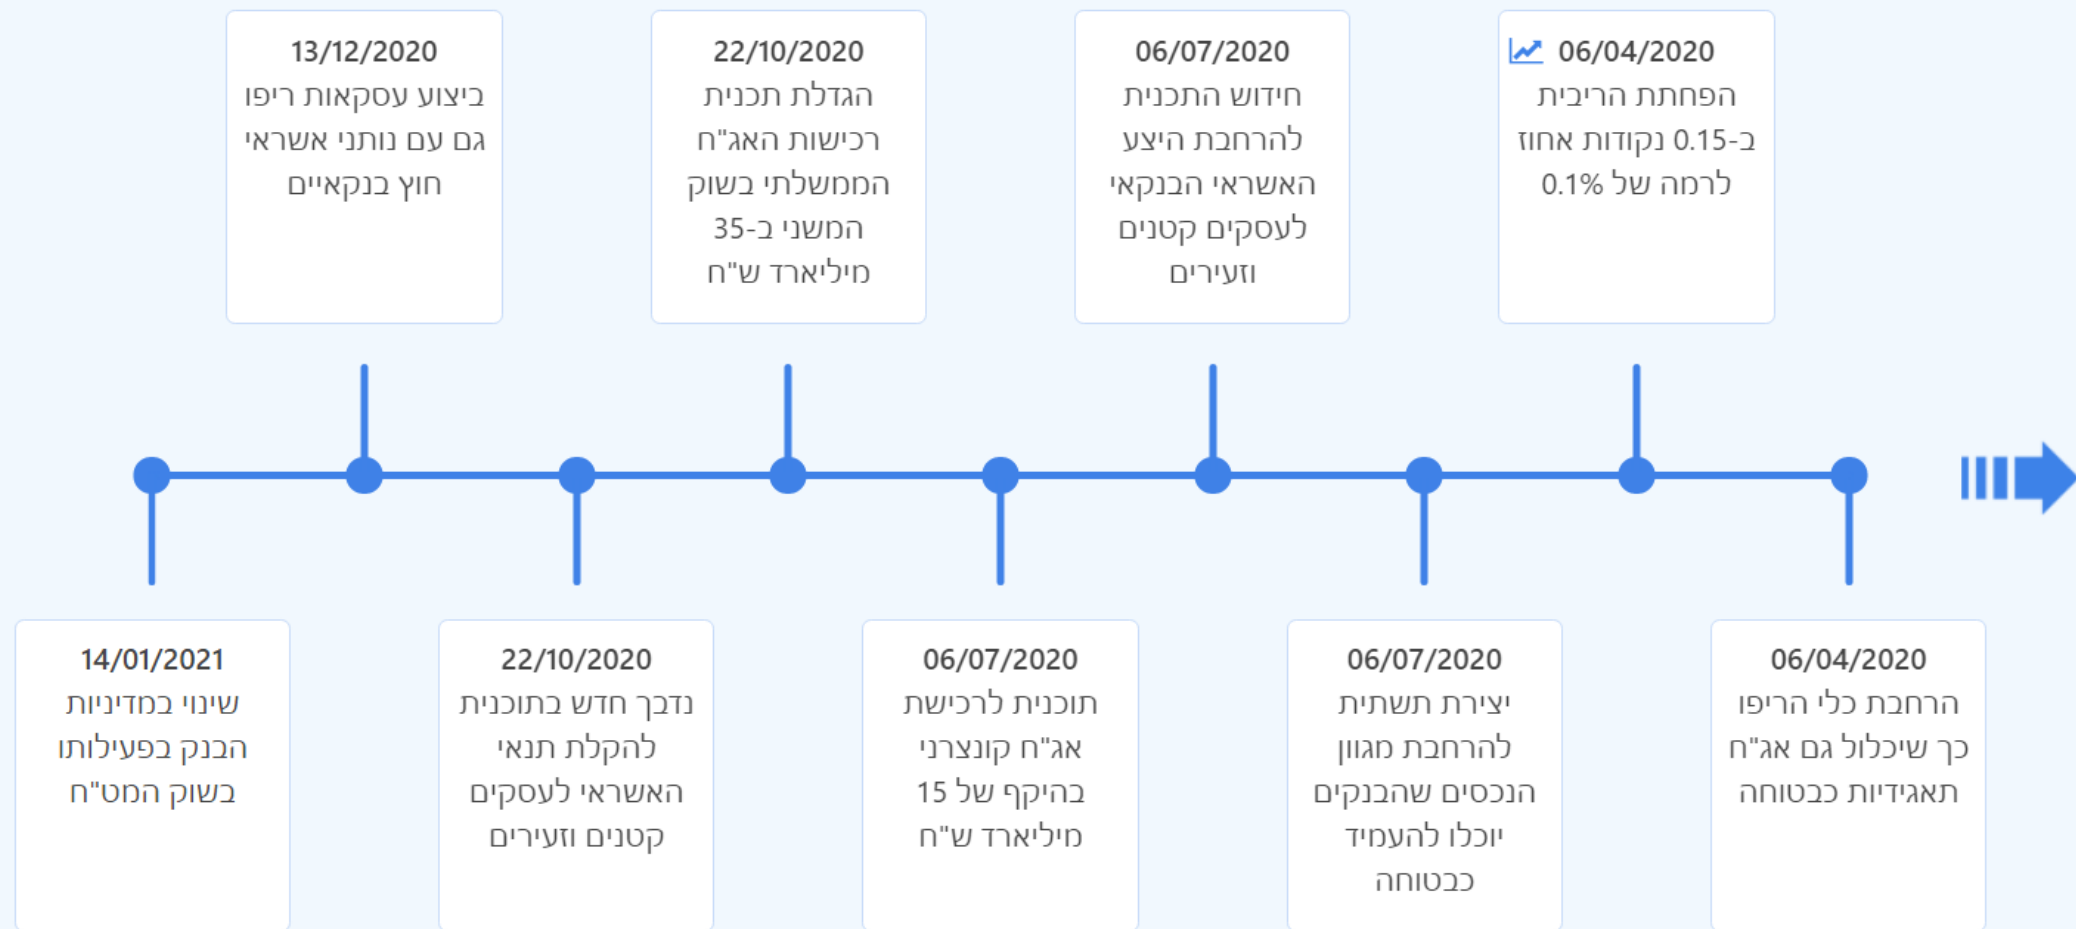 06/04/2020
הפחתת הריבית
ב-0.15 נקודות אחוז
לרמה של 0.1%
06/07/2020
חידוש התכנית
להרחבת היצע
האשראי הבנקאי
לעסקים קטנים
וזעירים
22/10/2020
הגדלת תכנית
רכישות האג"ח
הממשלתי בשוק
המשני ב-35
מיליארד ש"ח
13/12/2020
ביצוע עסקאות ריפו
גם עם נותני אשראי
חוץ בנקאיים
06/04/2020
הרחבת כלי הריפו
כך שיכלול גם אג"ח
תאגידיות כבטוחה
06/07/2020
יצירת תשתית
להרחבת מגוון
הנכסים שהבנקים
יוכלו להעמיד
כבטוחה
06/07/2020
תוכנית לרכישת
אג"ח קונצרני
בהיקף של 15
מיליארד ש"ח
22/10/2020
נדבך חדש בתוכנית
להקלת תנאי
האשראי לעסקים
קטנים וזעירים
14/01/2021
שינוי במדיניות
הבנק בפעילותו
בשוק המט"ח